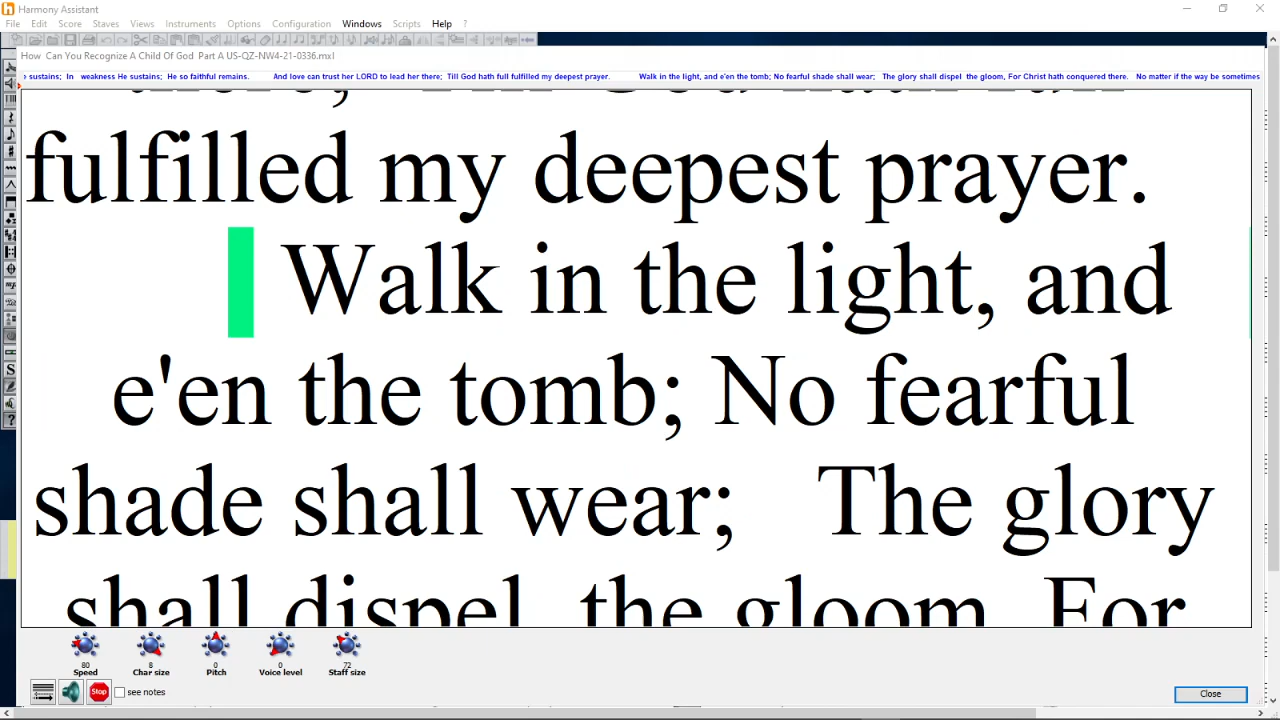 Harmony Assistant
File Edit Score Staves Views Instruments Options Configuration Windows Scripts Help ?
How Can You Recognize A Child Of God Part A US-QZ-NW4-21-0336.mxl
sustains; In weakness He sustains; He so faithful remains. And love can trust her LORD to lead her there; Till God hath full fulfilled my deepest prayer. Walk in the light, and e'en the tomb; No fearful shade shall wear; The glory shall dispel the gloom, For Christ hath conquered there. No matter if the way be sometimes
fulfilled my deepest prayer.
Walk in the light, and
e'en the tomb; No fearful
shade shall wear; The glory
shall dispel the gloom, For
80 8 0 0 72
Speed Char size Pitch Voice level Staff size
Stop see notes Close